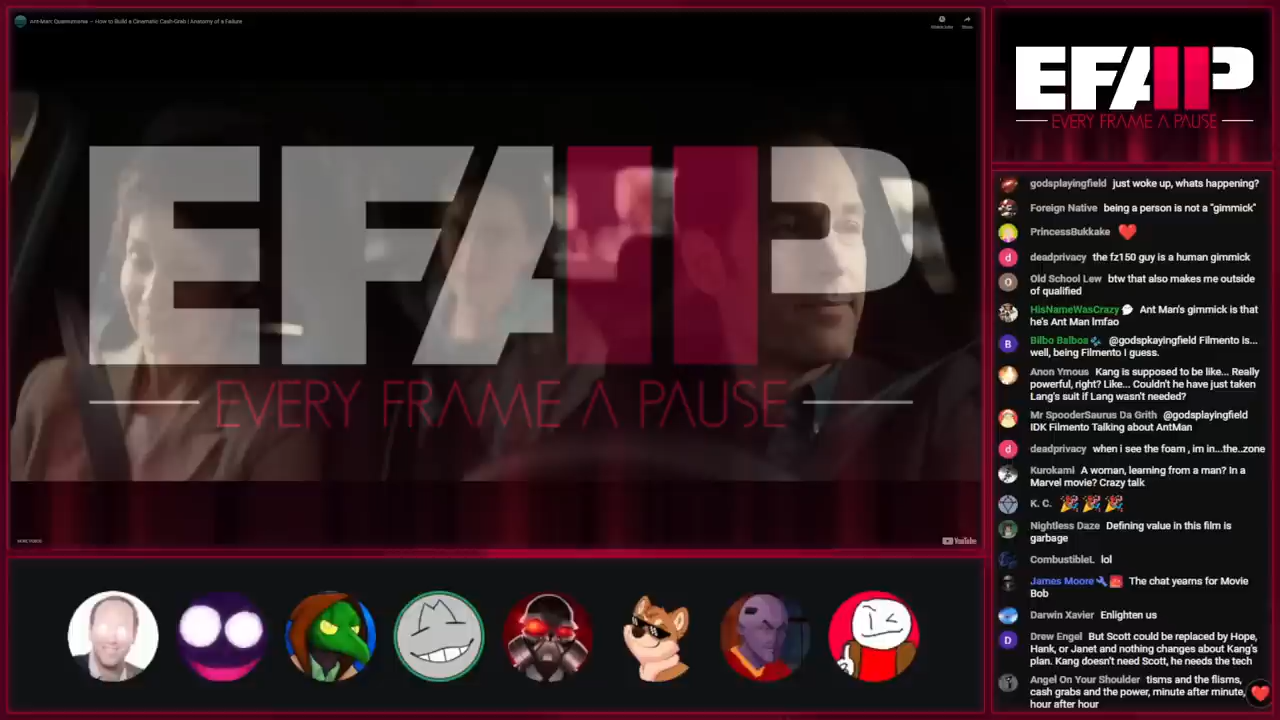 Ant-Man: Quantumania – How to Build a Cinematic Cash-Grab | Anatomy of a Failure
Watch later
Share
EFAP
EVERY FRAME A PAUSE
MORE VIDEOS
YouTube
EFAP
EVERY FRAME A PAUSE
godsplayingfield just woke up, whats happening?
Foreign Native being a person is not a "gimmick"
PrincessBukkake
deadprivacy the fz150 guy is a human gimmick
Old School Lew btw that also makes me outside
of qualified
HisNameWasCrazy Ant Man's gimmick is that
he's Ant Man lmfao
Bilbo Balbos @godspkayingfield Filmento is...
well, being Filmento I guess.
Anon Ymous Kang is supposed to be like... Really
powerful, right? Like... Couldn't he have just taken
Lang's suit if Lang wasn't needed?
Mr SpooderSaurus Da Grith @godsplayingfield
IDK Filmento Talking about AntMan
deadprivacy when i see the foam , im in...the..zone
Kurokami A woman, learning from a man? In a
Marvel movie? Crazy talk
K. C.
Nightless Daze Defining value in this film is
garbage
CombustibleL lol
James Moore The chat yearns for Movie
Bob
Darwin Xavier Enlighten us
Drew Engel But Scott could be replaced by Hope,
Hank, or Janet and nothing changes about Kang's
plan. Kang doesn't need Scott, he needs the tech
Angel On Your Shoulder tisms and the flisms,
cash grabs and the power, minute after minute,
hour after hour